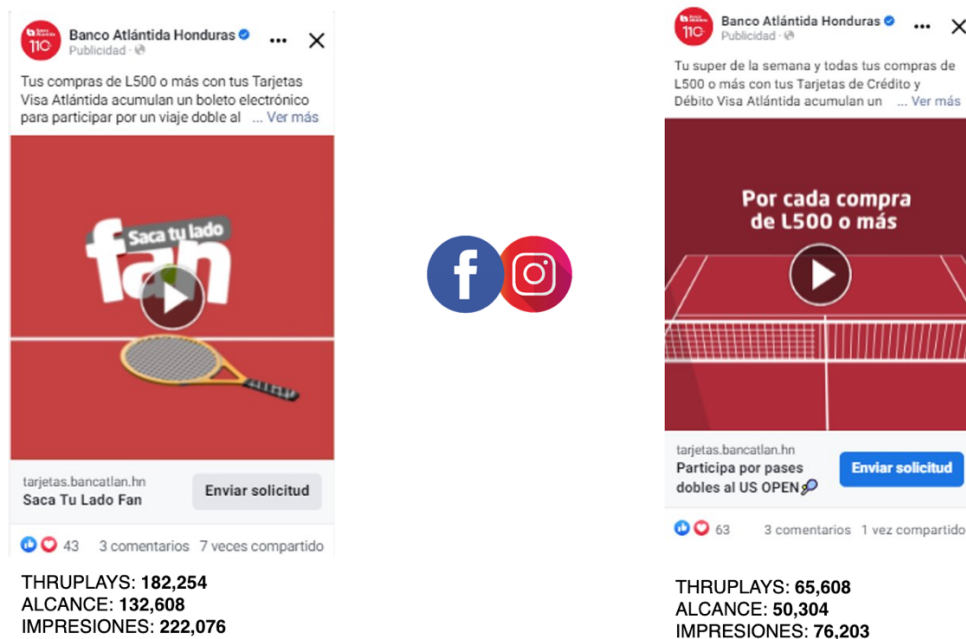 Banco Atlántida Honduras
Publicidad ·
Tus compras de L500 o más con tus Tarjetas
Visa Atlántida acumulan un boleto electrónico
para participar por un viaje doble al ... Ver más
Saca tu lado
fan
tarjetas.bancatlan.hn
Saca Tu Lado Fan
Enviar solicitud
43 3 comentarios 7 veces compartido
THRUPLAYS: 182,254
ALCANCE: 132,608
IMPRESIONES: 222,076
110
Banco Atlántida Honduras
Publicidad ·
Tu super de la semana y todas tus compras de
L500 o más con tus Tarjetas de Crédito y
Débito Visa Atlántida acumulan un ... Ver más
Por cada compra
de L500 o más
tarjetas.bancatlan.hn
Participa por pases
dobles al US OPEN
Enviar solicitud
63 3 comentarios 1 vez compartido
THRUPLAYS: 65,608
ALCANCE: 50,304
IMPRESIONES: 76,203